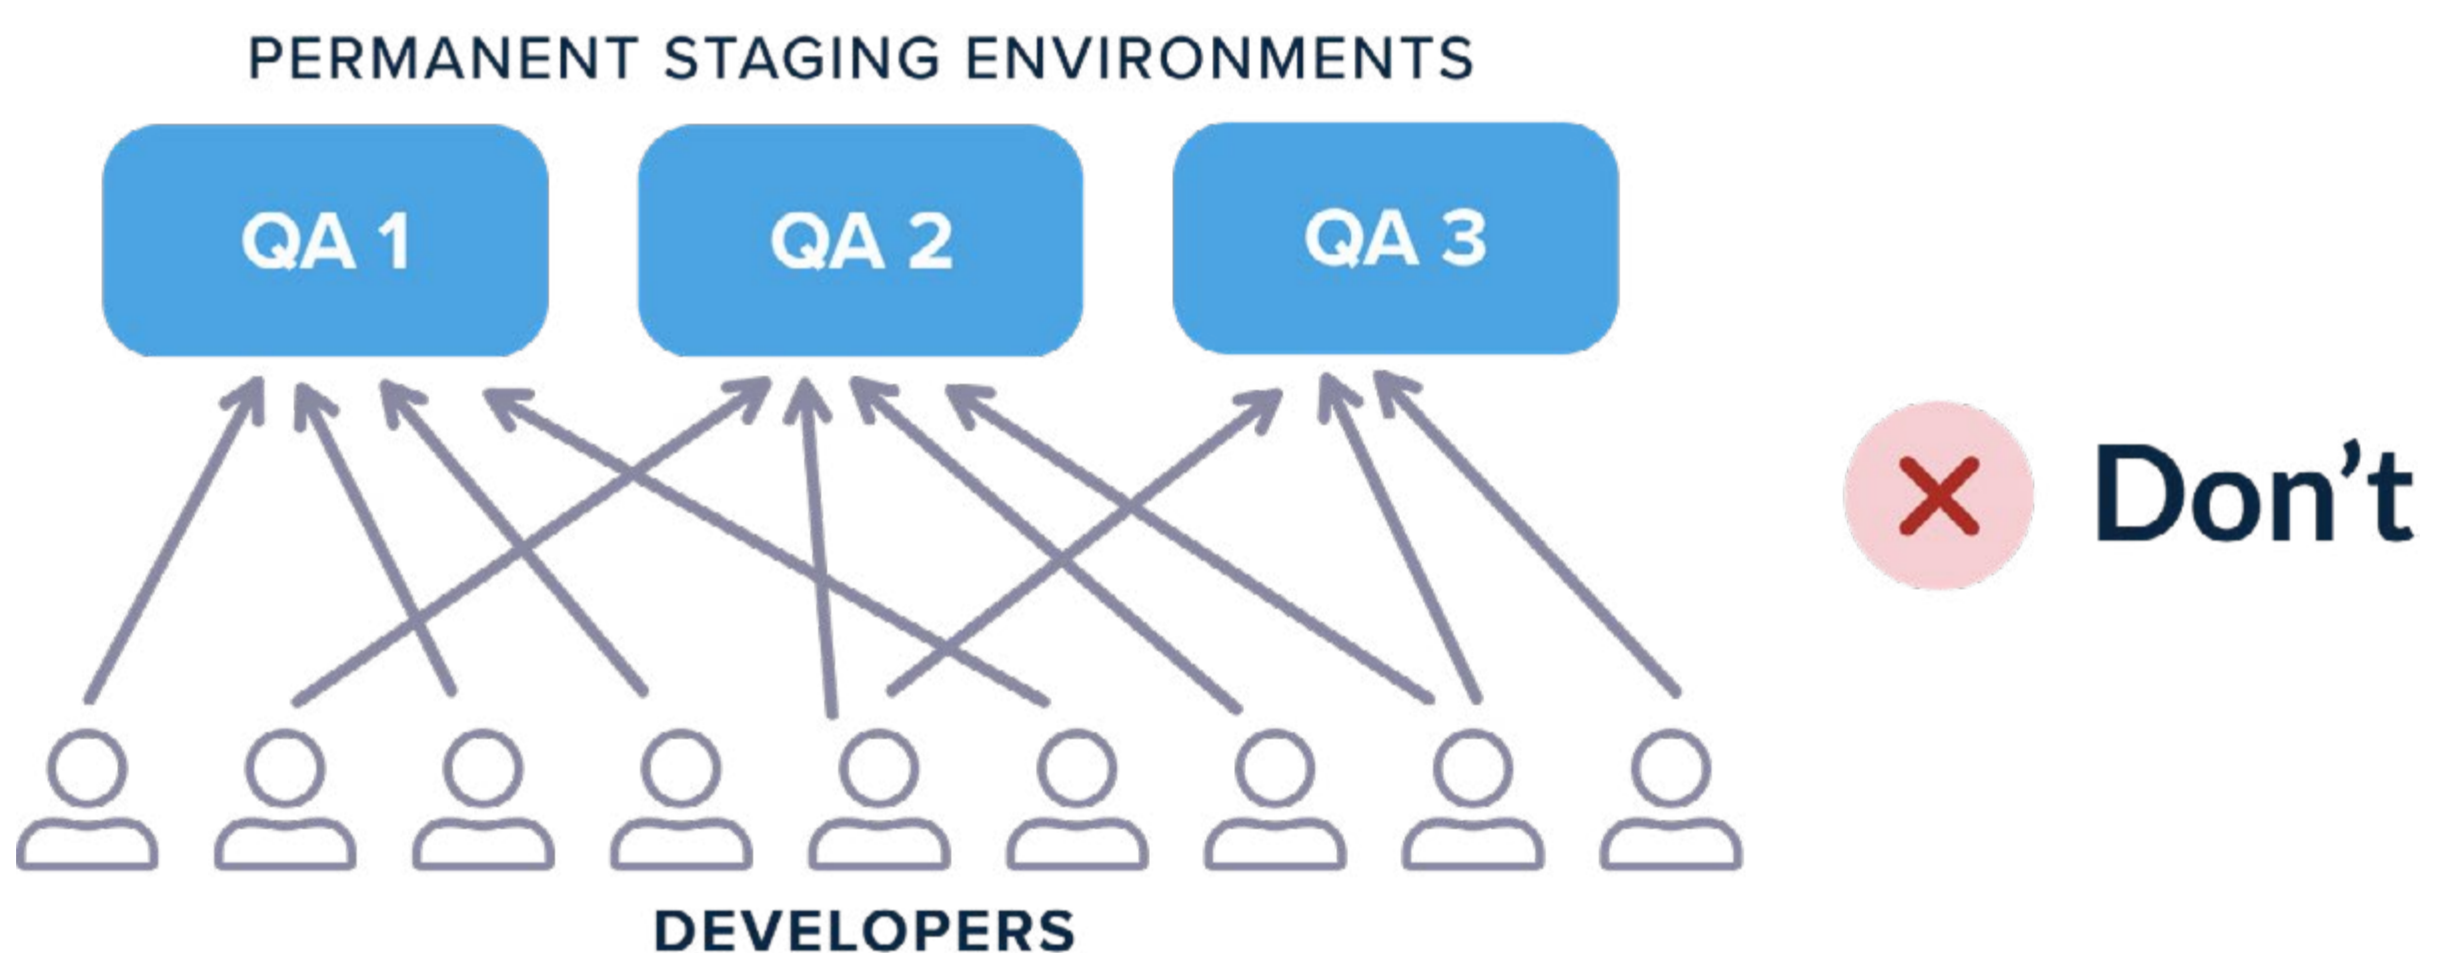 PERMANENT STAGING ENVIRONMENTS
QA 1
QA 2
QA 3
Don’t
DEVELOPERS